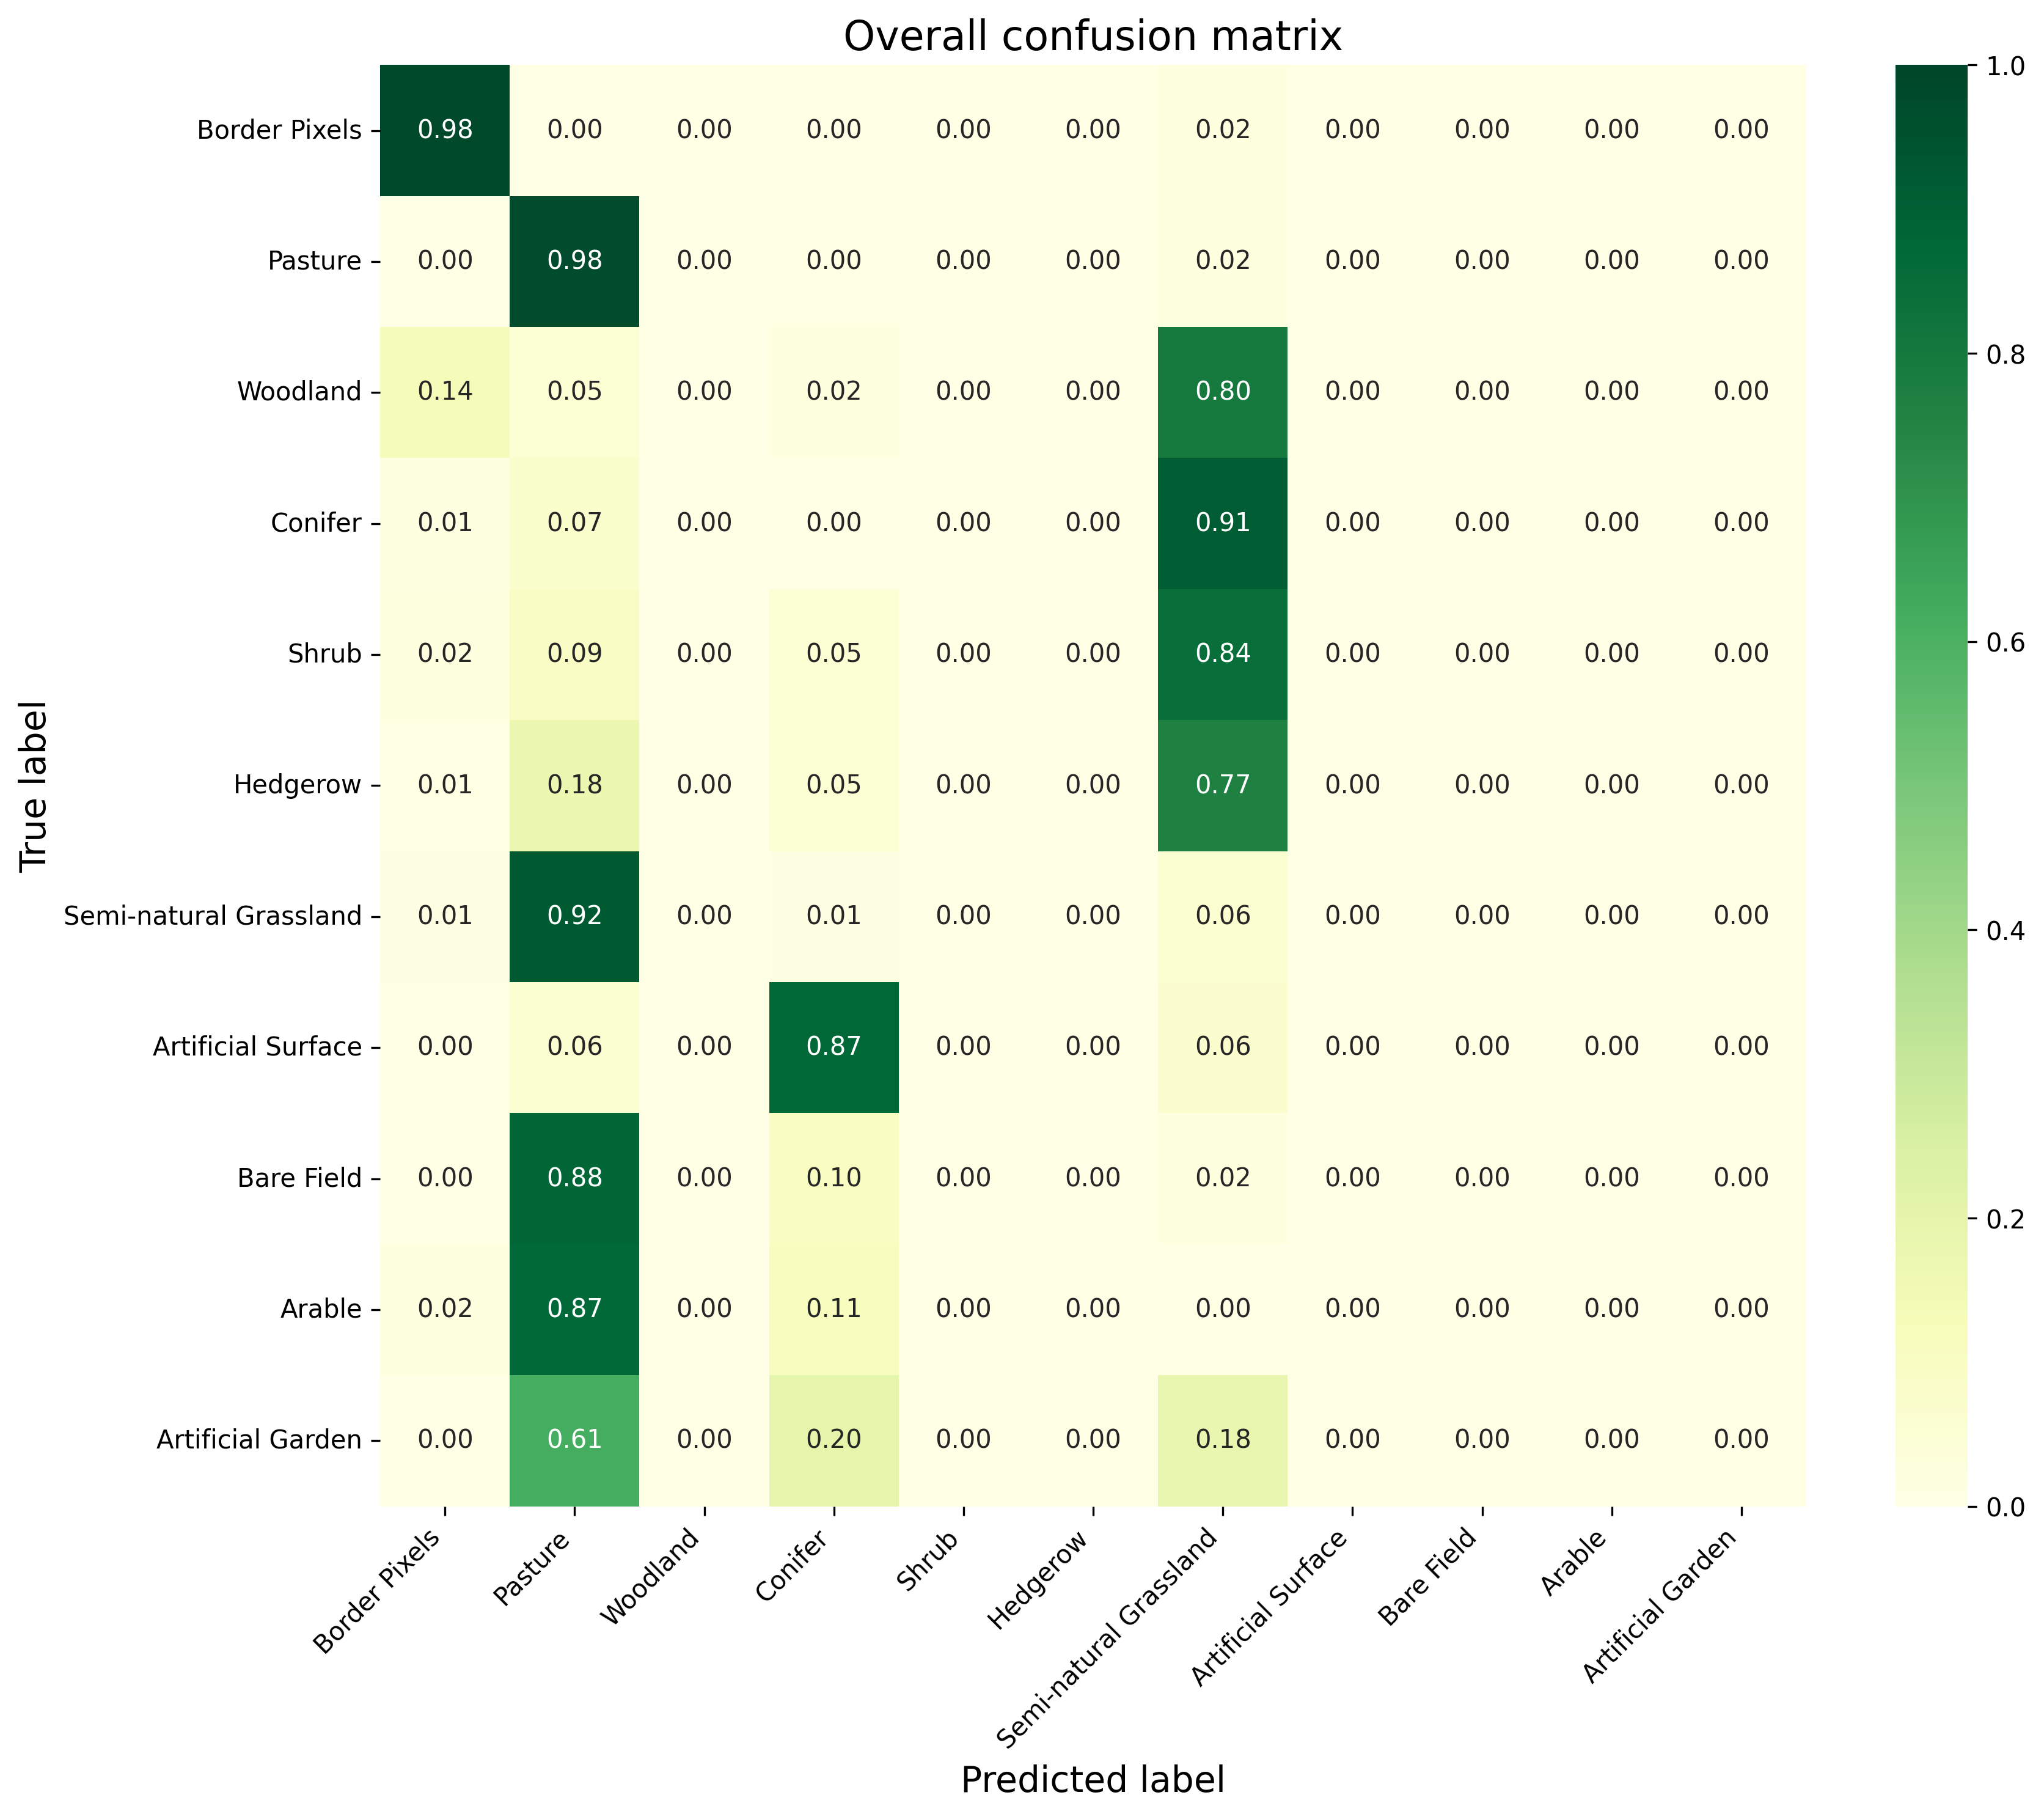 Overall confusion matrix
True label
Border Pixels 0.98 0.00 0.00 0.00 0.00 0.00 0.02 0.00 0.00 0.00 0.00
Pasture 0.00 0.98 0.00 0.00 0.00 0.00 0.02 0.00 0.00 0.00 0.00
Woodland 0.14 0.05 0.00 0.02 0.00 0.00 0.80 0.00 0.00 0.00 0.00
Conifer 0.01 0.07 0.00 0.00 0.00 0.00 0.91 0.00 0.00 0.00 0.00
Shrub 0.02 0.09 0.00 0.05 0.00 0.00 0.84 0.00 0.00 0.00 0.00
Hedgerow 0.01 0.18 0.00 0.05 0.00 0.00 0.77 0.00 0.00 0.00 0.00
Semi-natural Grassland 0.01 0.92 0.00 0.01 0.00 0.00 0.06 0.00 0.00 0.00 0.00
Artificial Surface 0.00 0.06 0.00 0.87 0.00 0.00 0.06 0.00 0.00 0.00 0.00
Bare Field 0.00 0.88 0.00 0.10 0.00 0.00 0.02 0.00 0.00 0.00 0.00
Arable 0.02 0.87 0.00 0.11 0.00 0.00 0.00 0.00 0.00 0.00 0.00
Artificial Garden 0.00 0.61 0.00 0.20 0.00 0.00 0.18 0.00 0.00 0.00 0.00
Border Pixels
Pasture
Woodland
Conifer
Shrub
Hedgerow
Semi-natural Grassland
Artificial Surface
Bare Field
Arable
Artificial Garden
Predicted label
1.0
0.8
0.6
0.4
0.2
0.0